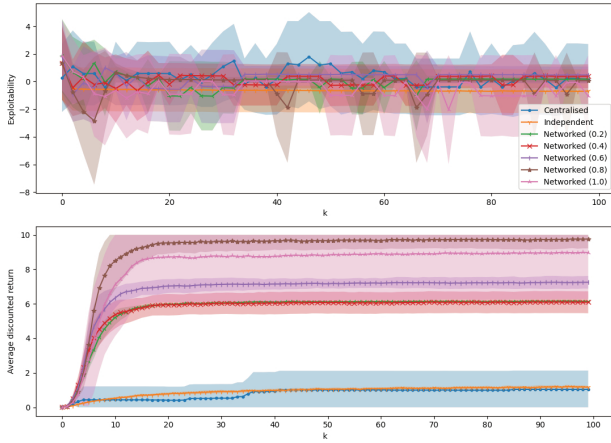 4
2
0
−2
−4
−6
−8
Exploitability
0 20 40 60 80 100
k
Centralised
Independent
Networked (0.2)
Networked (0.4)
Networked (0.6)
Networked (0.8)
Networked (1.0)
10
8
6
4
2
0
Average discounted return
0 10 20 30 40 50 60 70 80 90 100
k